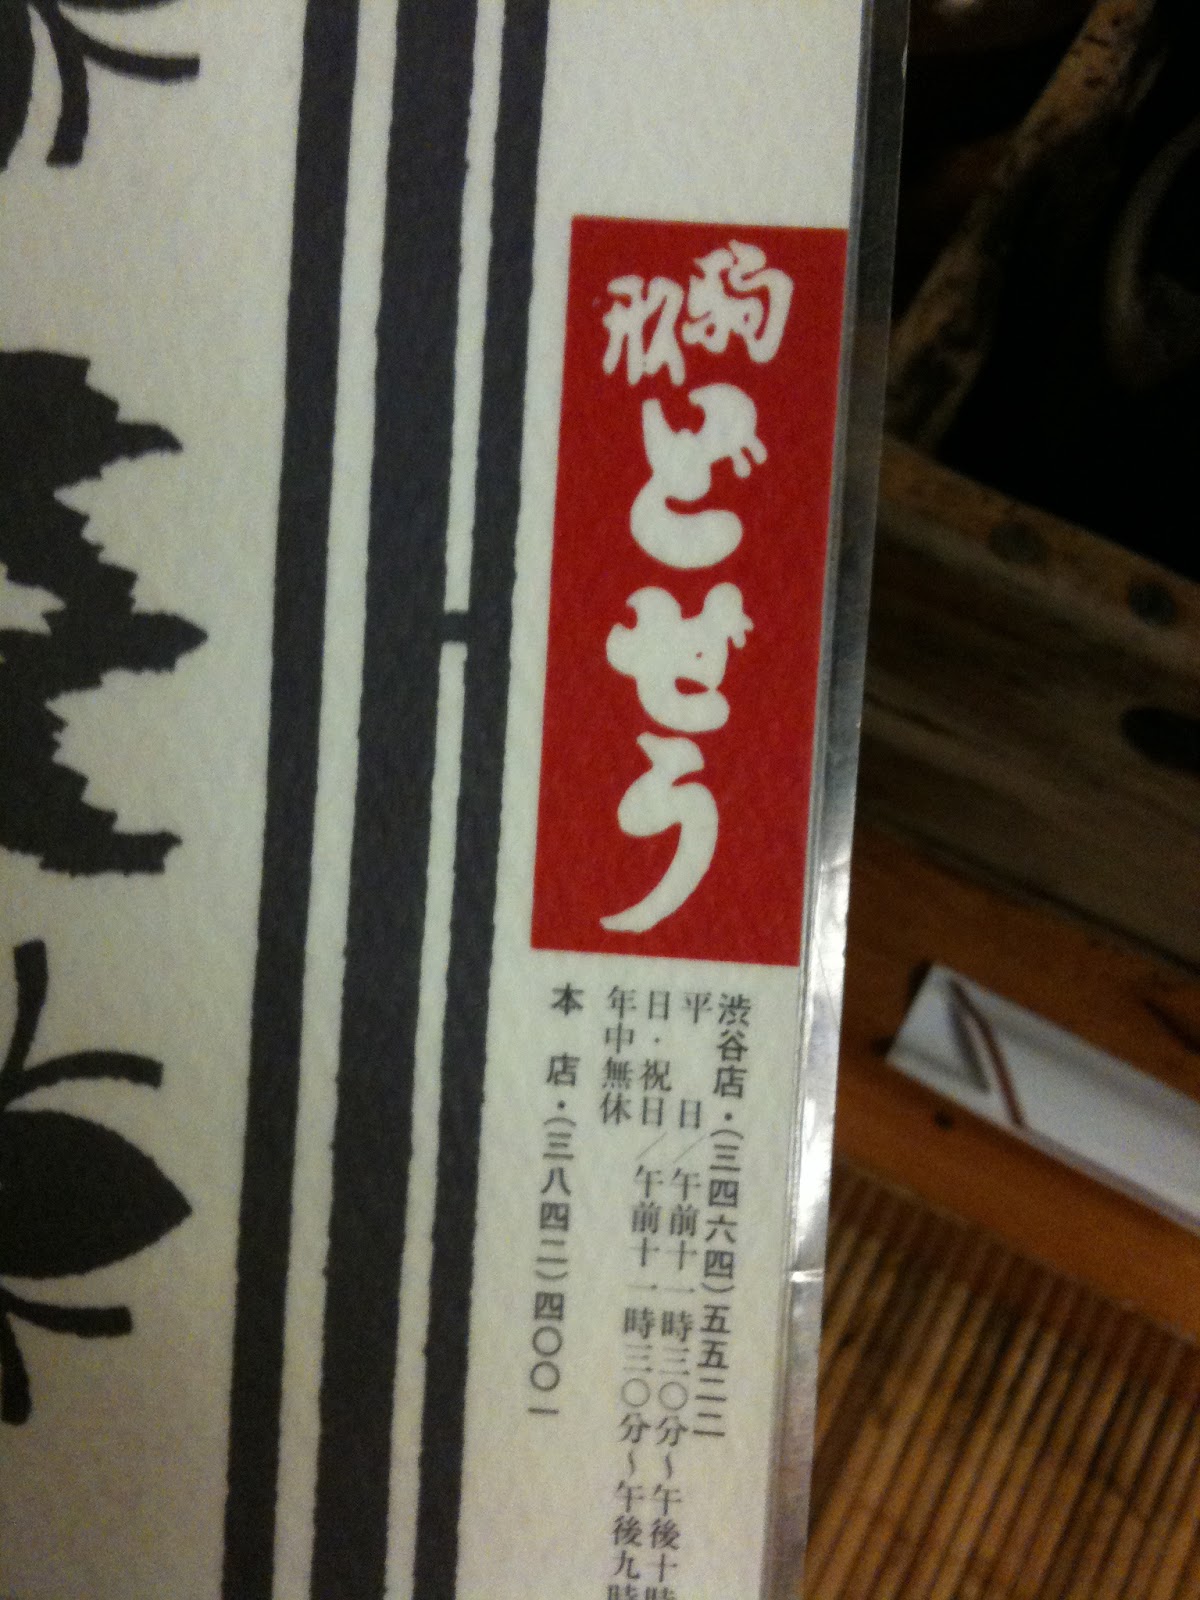 駒形
どぜう
渋谷店・(三四六四)五五二二
平日/午前十一時三〇分~午後十時
日・祝日/午前十一時三〇分~午後九時
年中無休
本店・(三八四二)四〇〇一